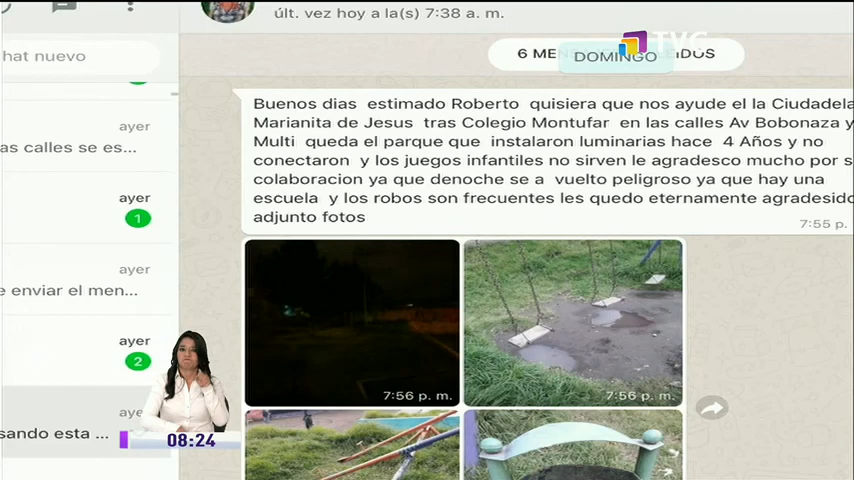 últ. vez hoy a la(s) 7:38 a. m.
hat nuevo
6 MEN
DOMINGO
TVC
ayer
as calles se es...
ayer
1
ayer
e enviar el men...
ayer
2
sando esta ...
Buenos dias estimado Roberto quisiera que nos ayude el la Ciudadela
Marianita de Jesus tras Colegio Montufar en las calles Av Bobonaza y
Multi queda el parque que instalaron luminarias hace 4 Años y no
conectaron y los juegos infantiles no sirven le agradesco mucho por s
colaboracion ya que denoche se a vuelto peligroso ya que hay una
escuela y los robos son frecuentes les quedo eternamente agradesido
adjunto fotos
7:55 p.
7:56 p. m.
7:56 p. m.
08:24